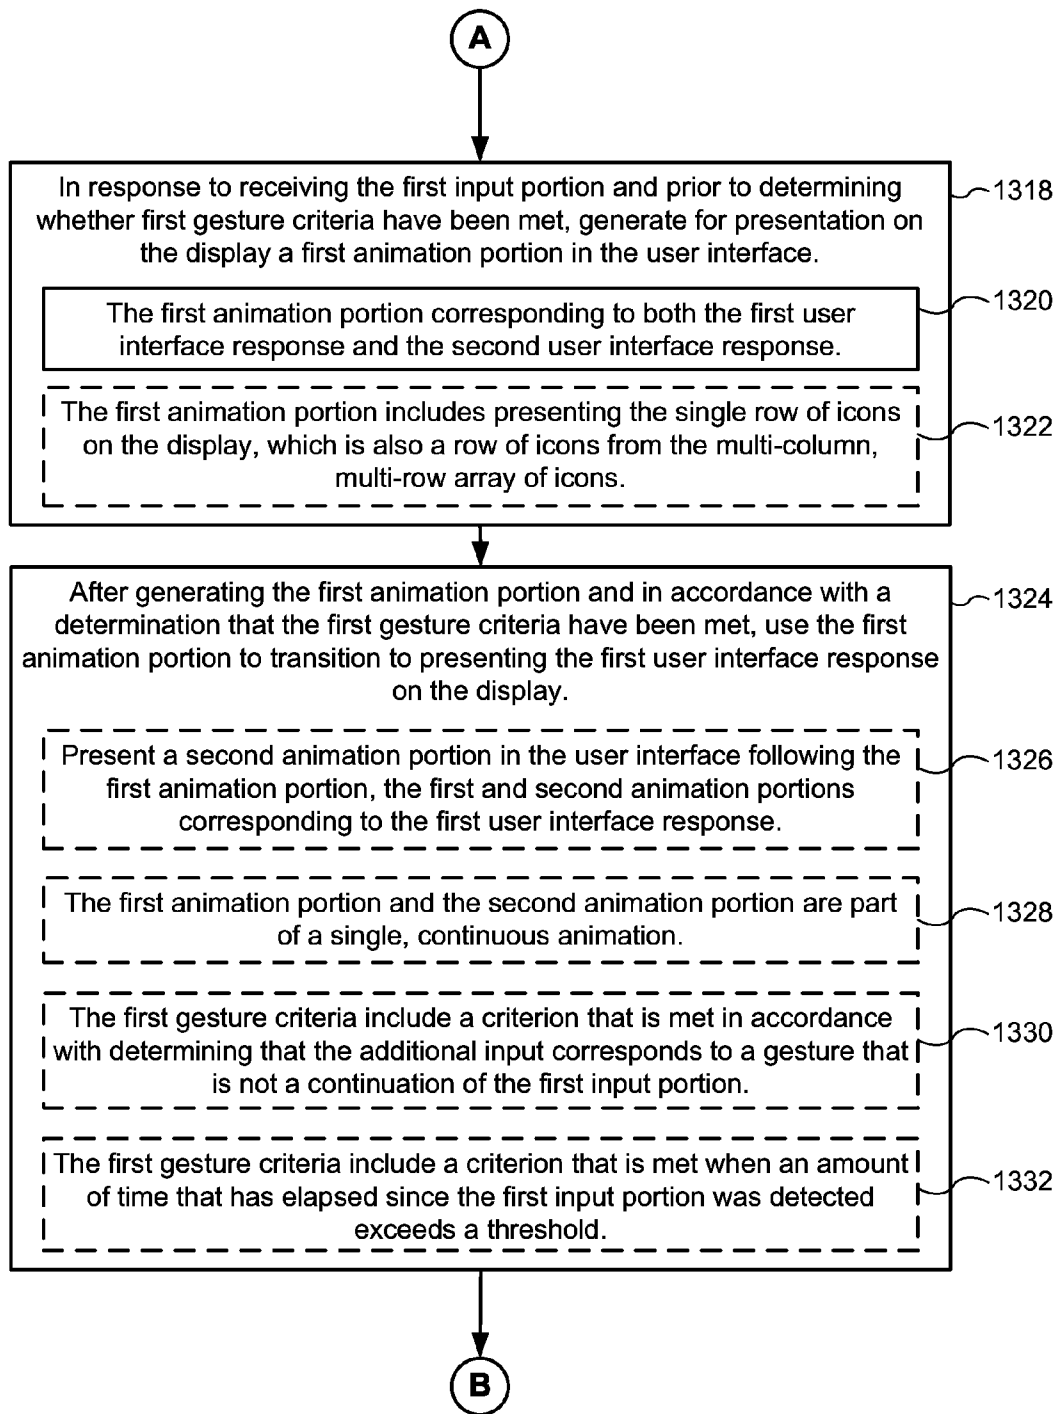 A
In response to receiving the first input portion and prior to determining
whether first gesture criteria have been met, generate for presentation on
the display a first animation portion in the user interface.
1318
The first animation portion corresponding to both the first user
interface response and the second user interface response.
1320
The first animation portion includes presenting the single row of icons
on the display, which is also a row of icons from the multi-column,
multi-row array of icons.
1322
After generating the first animation portion and in accordance with a
determination that the first gesture criteria have been met, use the first
animation portion to transition to presenting the first user interface response
on the display.
1324
Present a second animation portion in the user interface following the
first animation portion, the first and second animation portions
corresponding to the first user interface response.
1326
The first animation portion and the second animation portion are part
of a single, continuous animation.
1328
The first gesture criteria include a criterion that is met in accordance
with determining that the additional input corresponds to a gesture that
is not a continuation of the first input portion.
1330
The first gesture criteria include a criterion that is met when an amount
of time that has elapsed since the first input portion was detected
exceeds a threshold.
1332
B